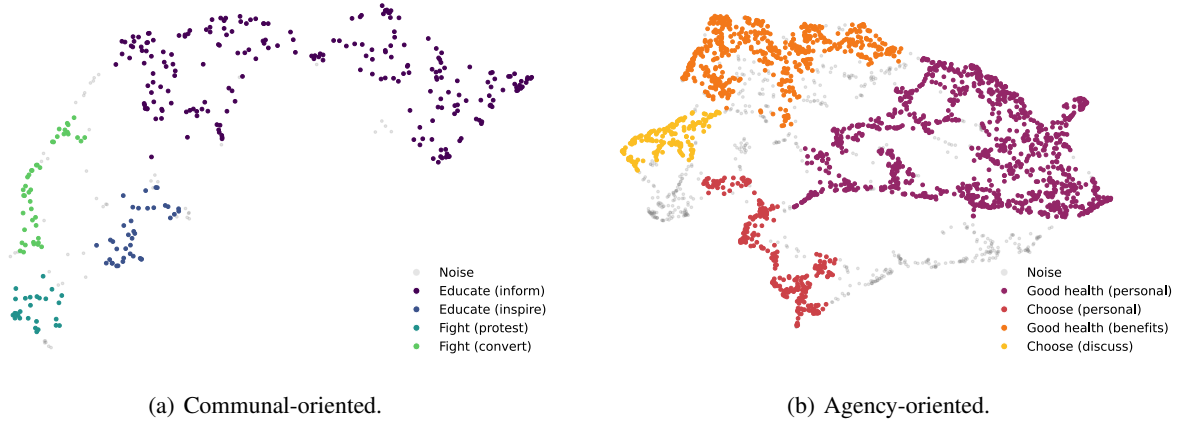 Noise
Educate (inform)
Educate (inspire)
Fight (protest)
Fight (convert)
Noise
Good health (personal)
Choose (personal)
Good health (benefits)
Choose (discuss)
(a) Communal-oriented.
(b) Agency-oriented.